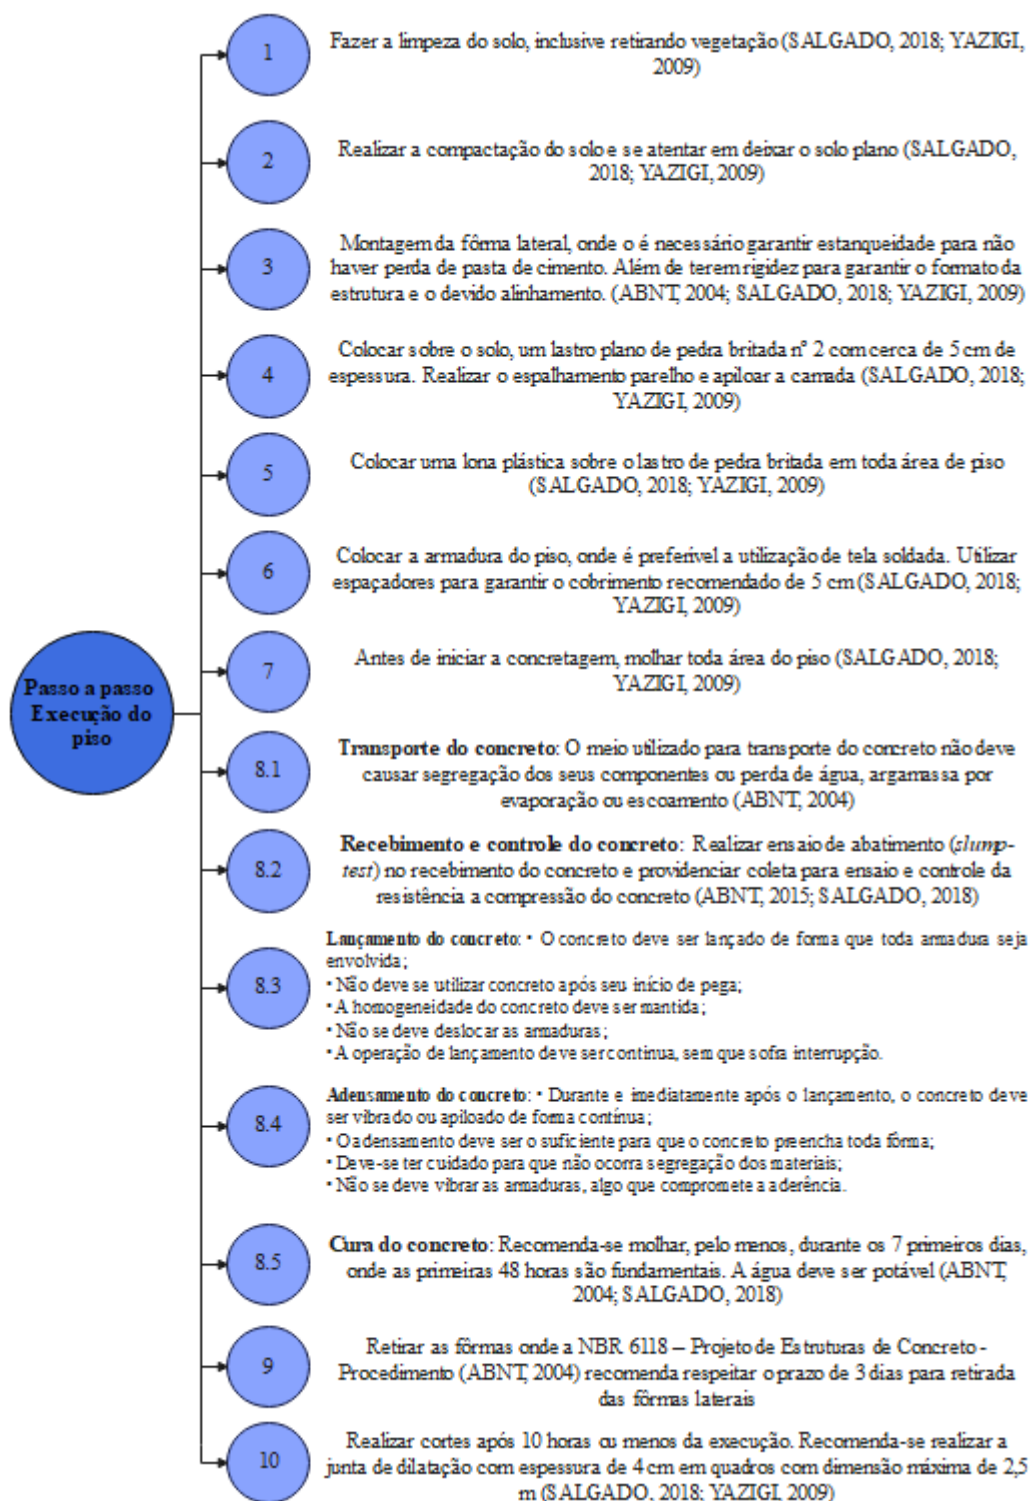 1
Fazer a limpeza do solo, inclusive retirando vegetação (SALGADO, 2018; YAZIGI,
2009)
2
Realizar a compactação do solo e se atentar em deixar o solo plano (SALGADO,
2018; YAZIGI, 2009)
3
Montagem da fôrma lateral, onde o é necessário garantir estanqueidade para não
haver perda de pasta de cimento. Além de terem rigidez para garantir o formato da
estrutura e o devido alinhamento. (ABNT, 2004; SALGADO, 2018; YAZIGI, 2009)
4
Colocar sobre o solo, um lastro plano de pedra britada nº 2 com cerca de 5 cm de
espessura. Realizar o espalhamento parelho e apiloar a camada (SALGADO, 2018;
YAZIGI, 2009)
5
Colocar uma lona plástica sobre o lastro de pedra britada em toda área de piso
(SALGADO, 2018; YAZIGI, 2009)
6
Colocar a armadura do piso, onde é preferível a utilização de tela soldada. Utilizar
espaçadores para garantir o cobrimento recomendado de 5 cm (SALGADO, 2018;
YAZIGI, 2009)
7
Antes de iniciar a concretagem, molhar toda área do piso (SALGADO, 2018;
YAZIGI, 2009)
Passo a passo
Execução do
piso
8.1
Transporte do concreto: O meio utilizado para transporte do concreto não deve
causar segregação dos seus componentes ou perda de água, argamassa por
evaporação ou escoamento (ABNT, 2004)
8.2
Recebimento e controle do concreto: Realizar ensaio de abatimento (slump-
test) no recebimento do concreto e providenciar coleta para ensaio e controle da
resistência a compressão do concreto (ABNT, 2015; SALGADO, 2018)
8.3
Lançamento do concreto: • O concreto deve ser lançado de forma que toda armadura seja
envolvida;
• Não deve se utilizar concreto após seu início de pega;
• A homogeneidade do concreto deve ser mantida;
• Não se deve deslocar as armaduras;
• A operação de lançamento deve ser contínua, sem que sofra interrupção.
8.4
Adensamento do concreto: • Durante e imediatamente após o lançamento, o concreto deve
ser vibrado ou apiloado de forma contínua;
• O adensamento deve ser o suficiente para que o concreto preencha toda fôrma;
• Deve-se ter cuidado para que não ocorra segregação dos materiais;
• Não se deve vibrar as armaduras, algo que compromete a aderência.
8.5
Cura do concreto: Recomenda-se molhar, pelo menos, durante os 7 primeiros dias,
onde as primeiras 48 horas são fundamentais. A água deve ser potável (ABNT,
2004; SALGADO, 2018)
9
Retirar as fôrmas onde a NBR 6118 – Projeto de Estruturas de Concreto -
Procedimento (ABNT, 2004) recomenda respeitar o prazo de 3 dias para retirada
das fôrmas laterais
10
Realizar cortes após 10 horas ou menos da execução. Recomenda-se realizar a
junta de dilatação com espessura de 4 cm em quadros com dimensão máxima de 2,5
m (SALGADO, 2018; YAZIGI, 2009)